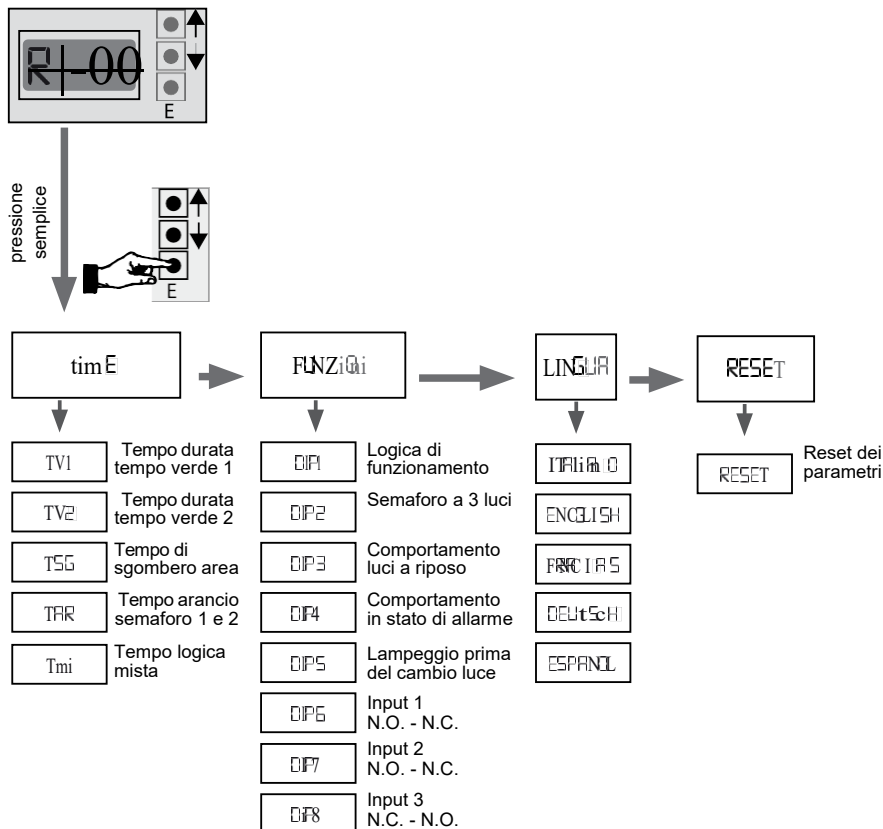 R -00
E
pressione
semplice
E
timE
FUNZiOni
LINGUA
RESET
TV1
Tempo durata
tempo verde 1
TV2
Tempo durata
tempo verde 2
TSG
Tempo di
sgombero area
TAR
Tempo arancio
semaforo 1 e 2
Tmi
Tempo logica
mista
DIP1
Logica di
funzionamento
DIP2
Semaforo a 3 luci
DIP3
Comportamento
luci a riposo
DIP4
Comportamento
in stato di allarme
DIP5
Lampeggio prima
del cambio luce
DIP6
Input 1
N.O. - N.C.
DIP7
Input 2
N.O. - N.C.
DiP8
Input 3
N.C. - N.O.
ENGLISH
DEUtScH
ESPANOL
RESET
Reset dei
parametri